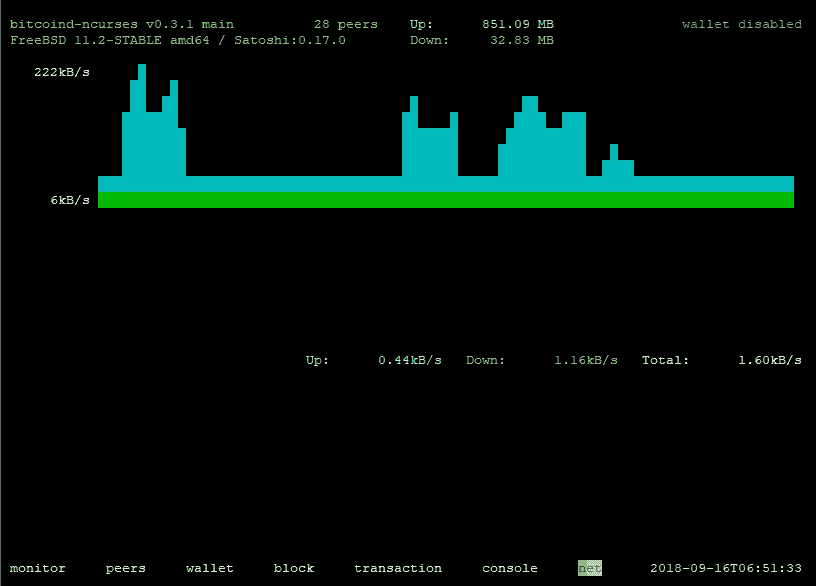 bitcoind-ncurses v0.3.1 main 28 peers Up: 851.09 MB wallet disabled
FreeBSD 11.2-STABLE amd64 / Satoshi:0.17.0 Down: 32.83 MB
222kB/s
6kB/s
Up: 0.44kB/s Down: 1.16kB/s Total: 1.60kB/s
monitor peers wallet block transaction console net 2018-09-16T06:51:33